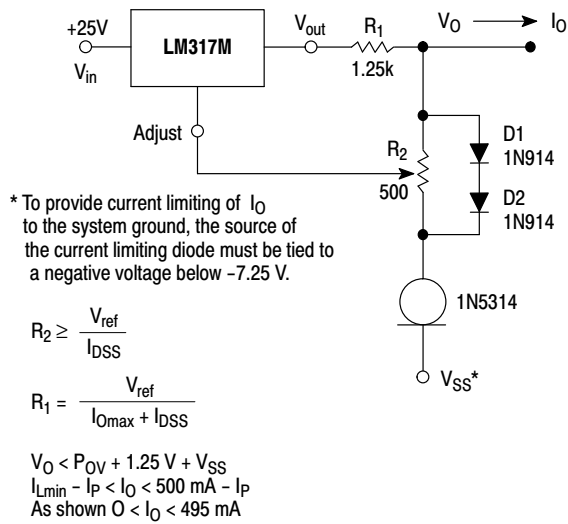 +25V
V_in
LM317M
V_out
R_1
1.25k
V_O
I_O
Adjust
R_2
500
D1
1N914
D2
1N914
1N5314
V_SS*
* To provide current limiting of I_O
to the system ground, the source of
the current limiting diode must be tied to
a negative voltage below −7.25 V.
R_2 ≥ V_ref / I_DSS
R_1 = V_ref / (I_Omax + I_DSS)
V_O < P_OV + 1.25 V + V_SS
I_Lmin − I_P < I_O < 500 mA − I_P
As shown O < I_O < 495 mA